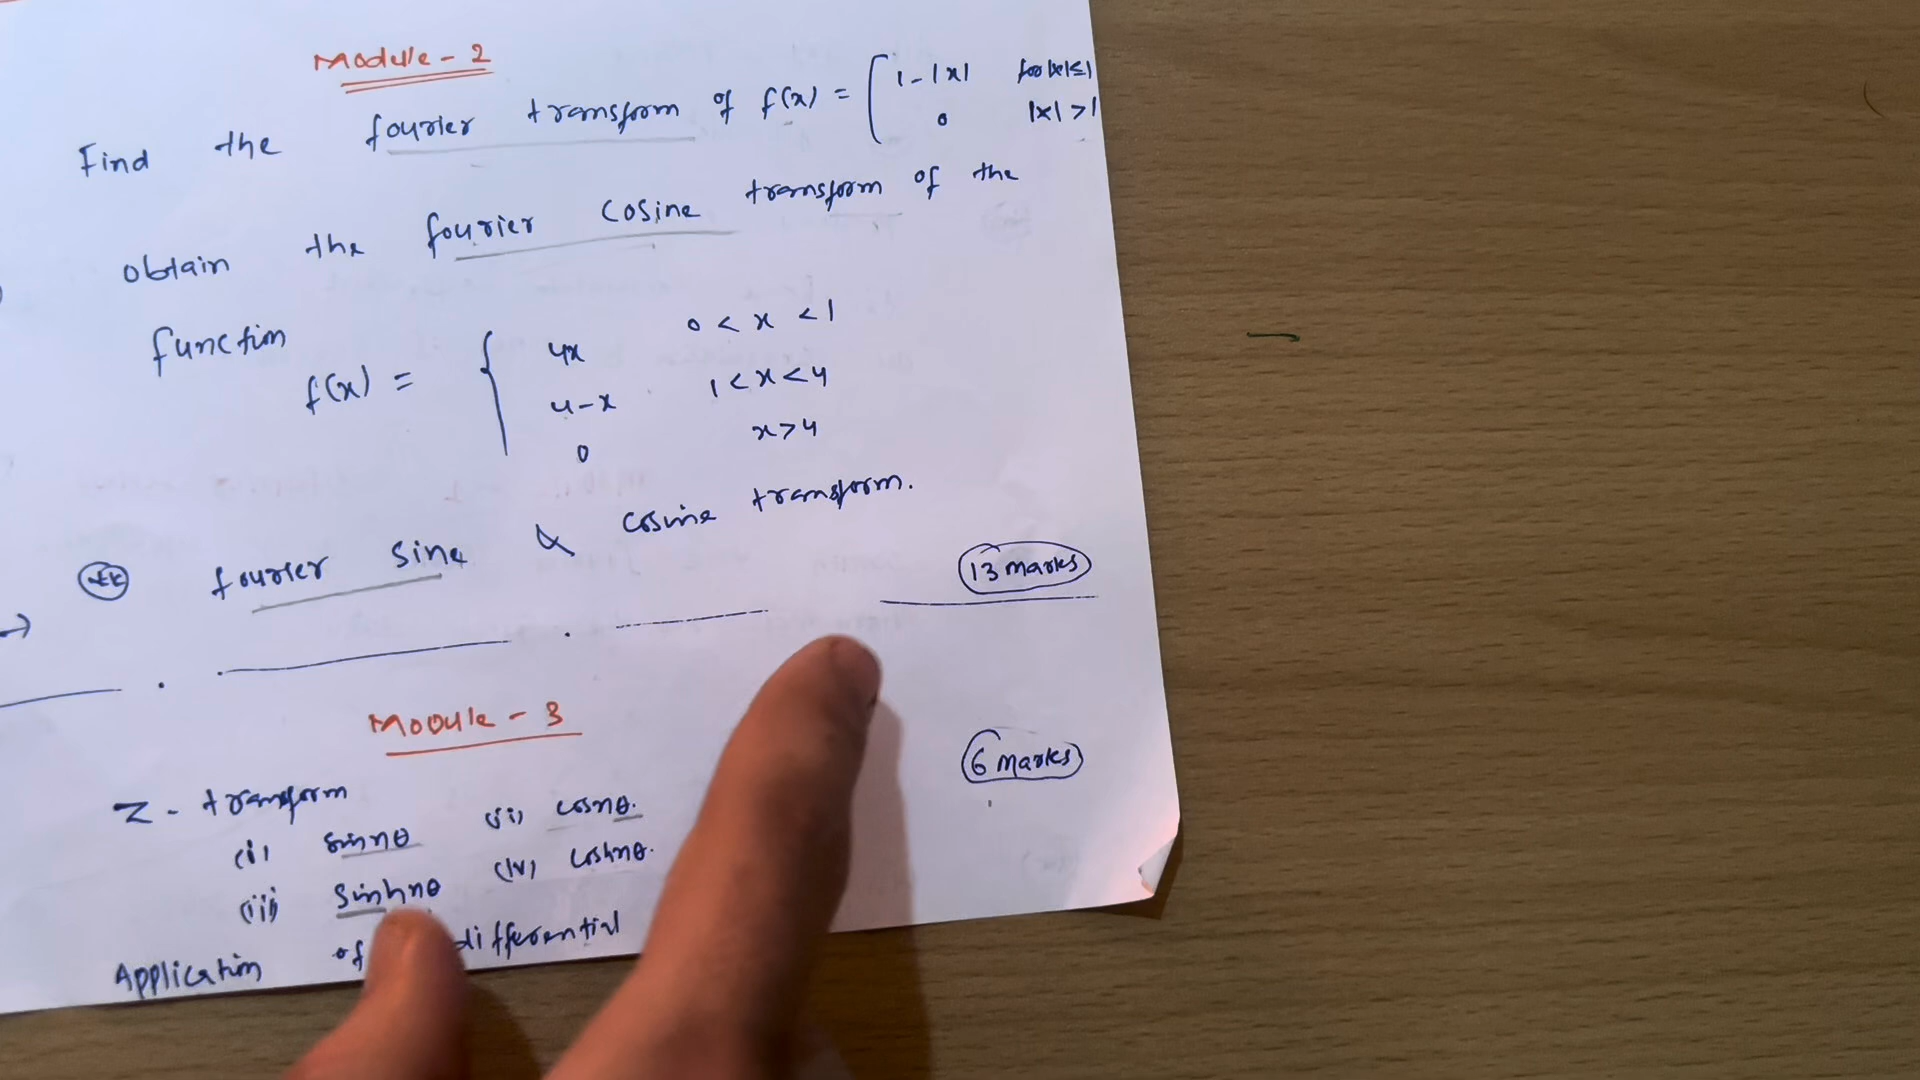 Module - 2
Find the fourier transform of f(x) = { 1-|x| for |x|≤1
0 |x|>1
obtain the fourier cosine transform of the
function
f(x) = { 4x 0<x<1
4-x 1<x<4
0 x>4
→ fourier sine & cosine transform.
13 marks
Module - 3
6 marks
Z - transform
(i) sinnθ (ii) cosnθ.
(iii) sinhnθ (iv) coshnθ.
Application of differential